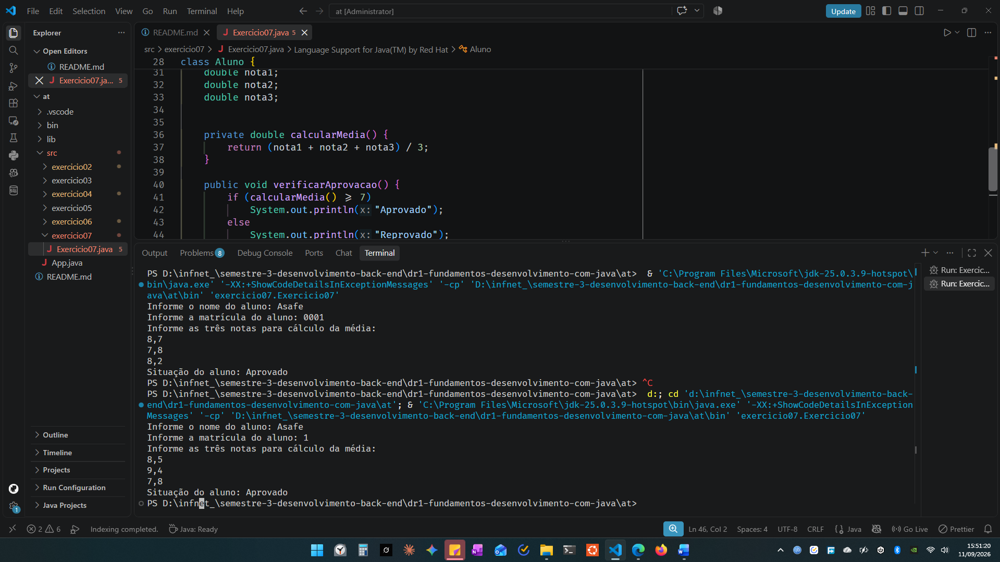 File Edit Selection View Go Run Terminal Help
at [Administrator]
Update
Explorer
Open Editors
README.md
Exercicio07.ja... 5
at
.vscode
bin
lib
src
exercicio02
exercicio03
exercicio04
exercicio05
exercicio06
exercicio07
Exercicio07.java 5
App.java
README.md
Outline
Timeline
Projects
Run Configuration
Java Projects
README.md
Exercicio07.java 5
src > exercicio07 > Exercicio07.java > Language Support for Java(TM) by Red Hat > Aluno
28 class Aluno {
31 double nota1;
32 double nota2;
33 double nota3;
34
35
36 private double calcularMedia() {
37 return (nota1 + nota2 + nota3) / 3;
38 }
39
40 public void verificarAprovacao() {
41 if (calcularMedia() >= 7)
42 System.out.println(x: "Aprovado");
43 else
44 System.out.println(x: "Reprovado");
Output Problems 8 Debug Console Ports Chat Terminal
PS D:\infnet_\semestre-3-desenvolvimento-back-end\dr1-fundamentos-desenvolvimento-com-java\at> & 'C:\Program Files\Microsoft\jdk-25.0.3.9-hotspot\
bin\java.exe' '-XX:+ShowCodeDetailsInExceptionMessages' '-cp' 'D:\infnet_\semestre-3-desenvolvimento-back-end\dr1-fundamentos-desenvolvimento-com-j
ava\at\bin' 'exercicio07.Exercicio07'
Informe o nome do aluno: Asafe
Informe a matrícula do aluno: 0001
Informe as três notas para cálculo da média:
8,7
7,8
8,2
Situação do aluno: Aprovado
PS D:\infnet_\semestre-3-desenvolvimento-back-end\dr1-fundamentos-desenvolvimento-com-java\at> ^C
PS D:\infnet_\semestre-3-desenvolvimento-back-end\dr1-fundamentos-desenvolvimento-com-java\at> d:; cd 'd:\infnet_\semestre-3-desenvolvimento-back-
end\dr1-fundamentos-desenvolvimento-com-java\at'; & 'C:\Program Files\Microsoft\jdk-25.0.3.9-hotspot\bin\java.exe' '-XX:+ShowCodeDetailsInException
Messages' '-cp' 'D:\infnet_\semestre-3-desenvolvimento-back-end\dr1-fundamentos-desenvolvimento-com-java\at\bin' 'exercicio07.Exercicio07'
Informe o nome do aluno: Asafe
Informe a matrícula do aluno: 1
Informe as três notas para cálculo da média:
8,5
9,4
7,8
Situação do aluno: Aprovado
PS D:\infnet_\semestre-3-desenvolvimento-back-end\dr1-fundamentos-desenvolvimento-com-java\at>
Run: Exercic...
Run: Exercic...
1
2 6 Indexing completed. Java: Ready
Ln 46, Col 2 Spaces: 4 UTF-8 CRLF Java Go Live Prettier
15:51:20
11/09/2026